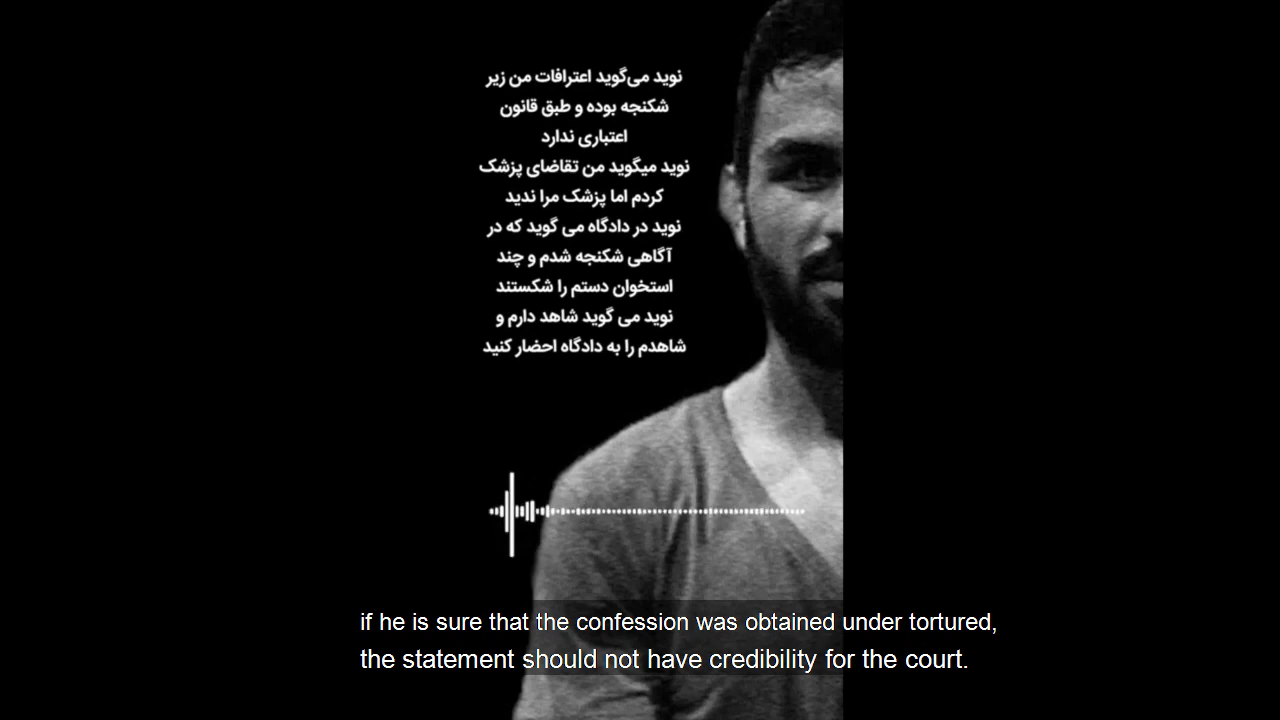 نوید می‌گوید اعترافات من زیر
شکنجه بوده و طبق قانون
اعتباری ندارد
نوید میگوید من تقاضای پزشک
کردم اما پزشک مرا ندید
نوید در دادگاه می گوید که در
آگاهی شکنجه شدم و چند
استخوان دستم را شکستند
نوید می گوید شاهد دارم و
شاهدم را به دادگاه احضار کنید
if he is sure that the confession was obtained under tortured,
the statement should not have credibility for the court.